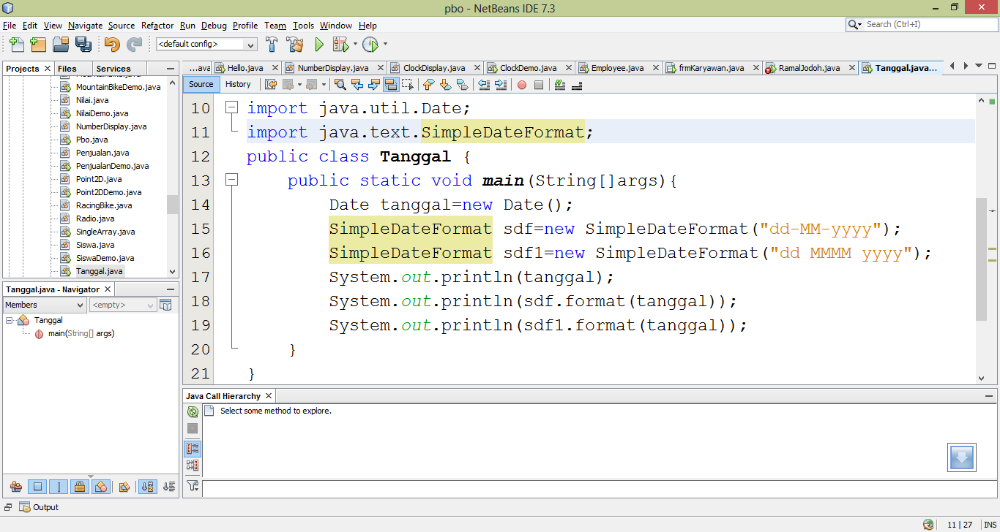 pbo - NetBeans IDE 7.3
File Edit View Navigate Source Refactor Run Debug Profile Team Tools Window Help
Search (Ctrl+I)
<default config>
Projects Files Services
MountainBikeDemo.java
Nilai.java
NilaiDemo.java
NumberDisplay.java
Pbo.java
Penjualan.java
PenjualanDemo.java
Point2D.java
Point2DDemo.java
RacingBike.java
Radio.java
SingleArray.java
Siswa.java
SiswaDemo.java
Tanggal.java
Tanggal.java - Navigator
Members <empty>
Tanggal
main(String[] args)
...ava Hello.java NumberDisplay.java ClockDisplay.java ClockDemo.java Employee.java frmKaryawan.java RamalJodoh.java Tanggal.java...
Source History
10 import java.util.Date;
11 import java.text.SimpleDateFormat;
12 public class Tanggal {
13 public static void main(String[]args){
14 Date tanggal=new Date();
15 SimpleDateFormat sdf=new SimpleDateFormat("dd-MM-yyyy");
16 SimpleDateFormat sdf1=new SimpleDateFormat("dd MMMM yyyy");
17 System.out.println(tanggal);
18 System.out.println(sdf.format(tanggal));
19 System.out.println(sdf1.format(tanggal));
20 }
21 }
Java Call Hierarchy
Select some method to explore.
Output
11 | 27 INS